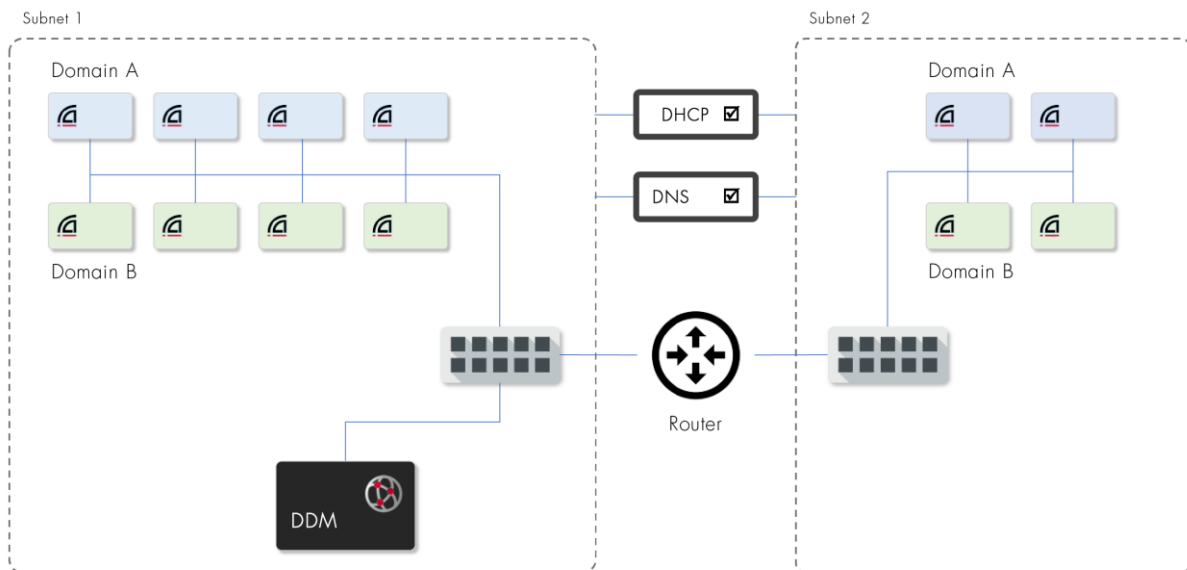 Subnet 1
Subnet 2
Domain A
Domain A
DHCP
DNS
Domain B
Domain B
Router
DDM